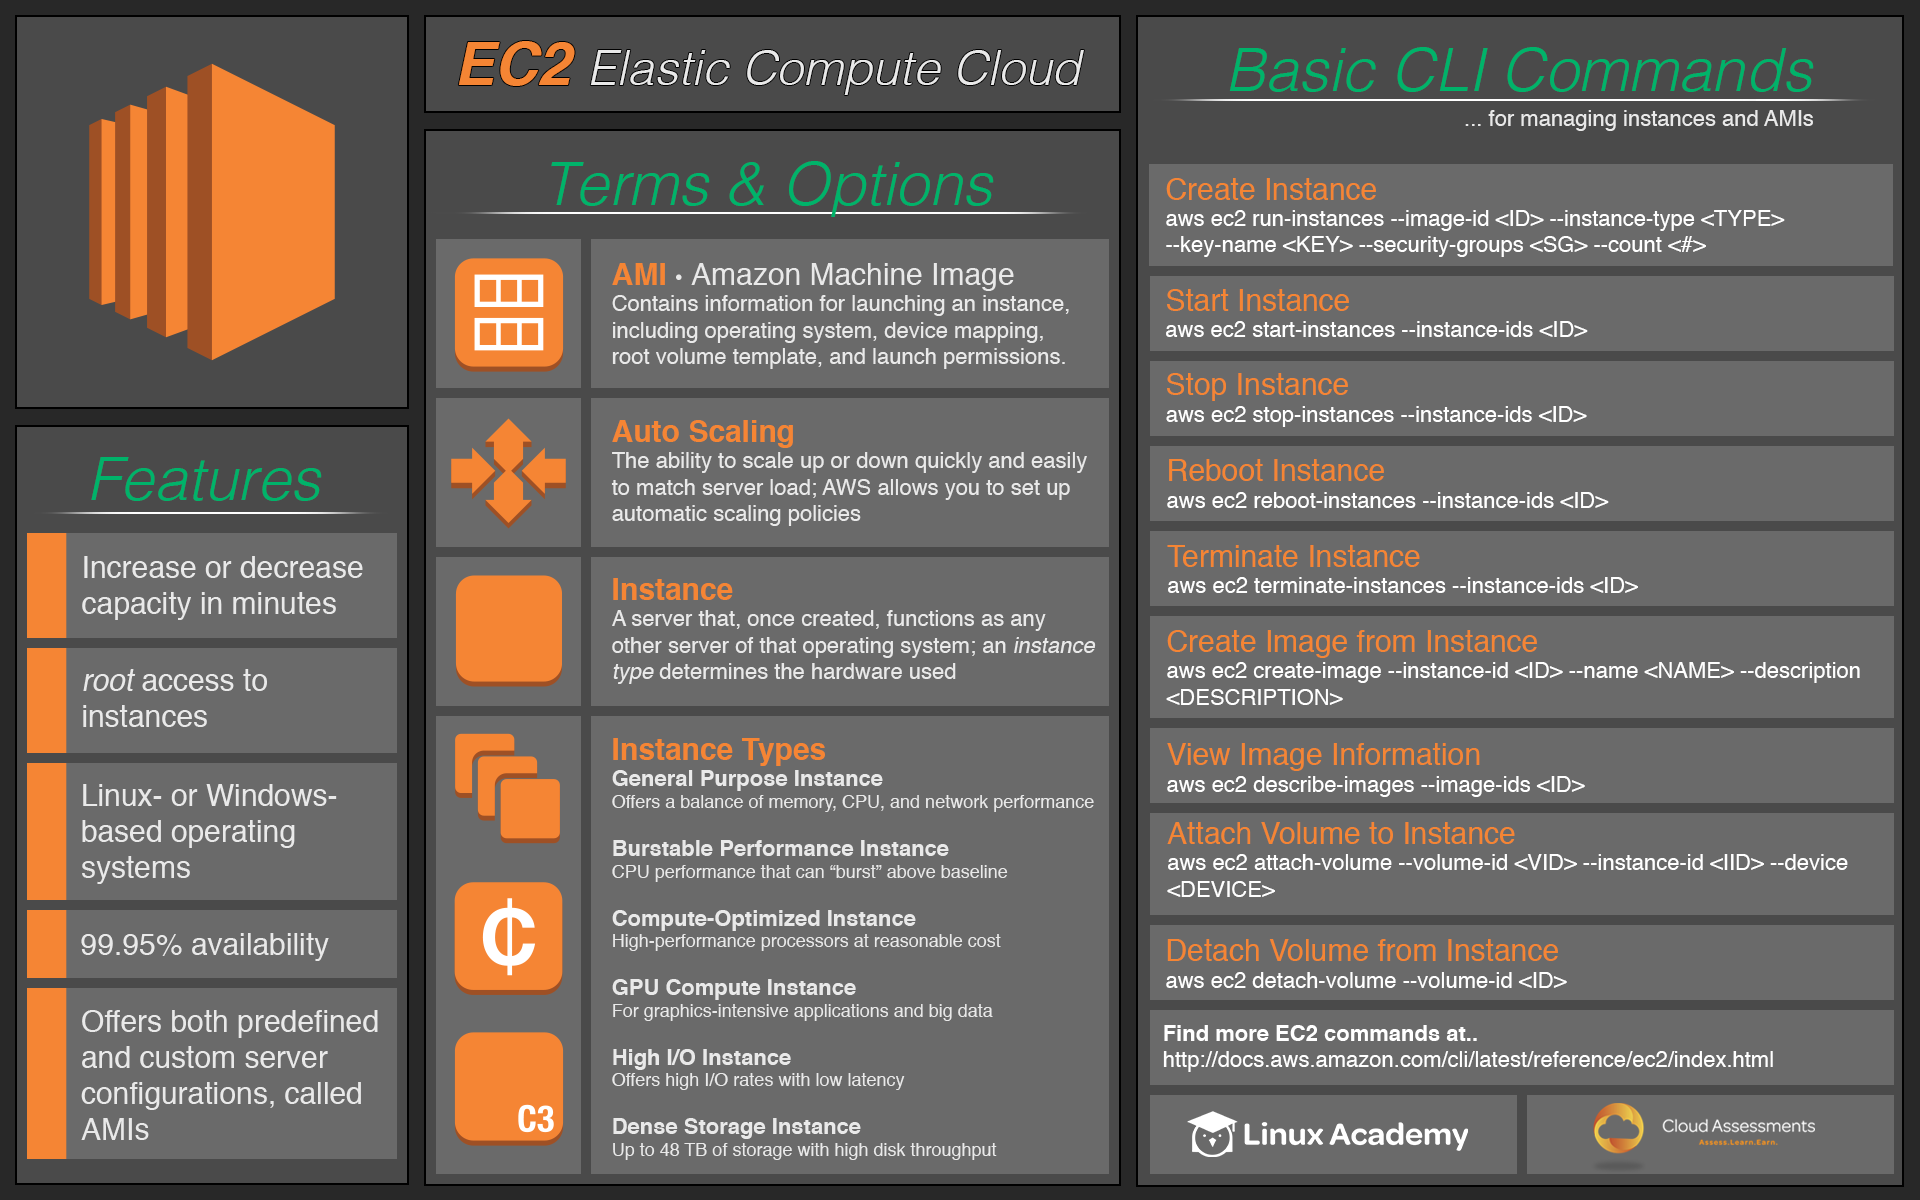 EC2 Elastic Compute Cloud
Features
Increase or decrease
capacity in minutes
root access to
instances
Linux- or Windows-
based operating
systems
99.95% availability
Offers both predefined
and custom server
configurations, called
AMIs
Terms & Options
AMI • Amazon Machine Image
Contains information for launching an instance,
including operating system, device mapping,
root volume template, and launch permissions.
Auto Scaling
The ability to scale up or down quickly and easily
to match server load; AWS allows you to set up
automatic scaling policies
Instance
A server that, once created, functions as any
other server of that operating system; an instance
type determines the hardware used
₵
C3
Instance Types
General Purpose Instance
Offers a balance of memory, CPU, and network performance
Burstable Performance Instance
CPU performance that can “burst” above baseline
Compute-Optimized Instance
High-performance processors at reasonable cost
GPU Compute Instance
For graphics-intensive applications and big data
High I/O Instance
Offers high I/O rates with low latency
Dense Storage Instance
Up to 48 TB of storage with high disk throughput
Basic CLI Commands
... for managing instances and AMIs
Create Instance
aws ec2 run-instances --image-id <ID> --instance-type <TYPE>
--key-name <KEY> --security-groups <SG> --count <#>
Start Instance
aws ec2 start-instances --instance-ids <ID>
Stop Instance
aws ec2 stop-instances --instance-ids <ID>
Reboot Instance
aws ec2 reboot-instances --instance-ids <ID>
Terminate Instance
aws ec2 terminate-instances --instance-ids <ID>
Create Image from Instance
aws ec2 create-image --instance-id <ID> --name <NAME> --description
<DESCRIPTION>
View Image Information
aws ec2 describe-images --image-ids <ID>
Attach Volume to Instance
aws ec2 attach-volume --volume-id <VID> --instance-id <IID> --device
<DEVICE>
Detach Volume from Instance
aws ec2 detach-volume --volume-id <ID>
Find more EC2 commands at..
http://docs.aws.amazon.com/cli/latest/reference/ec2/index.html
Linux Academy
Cloud Assessments
Assess.Learn.Earn.